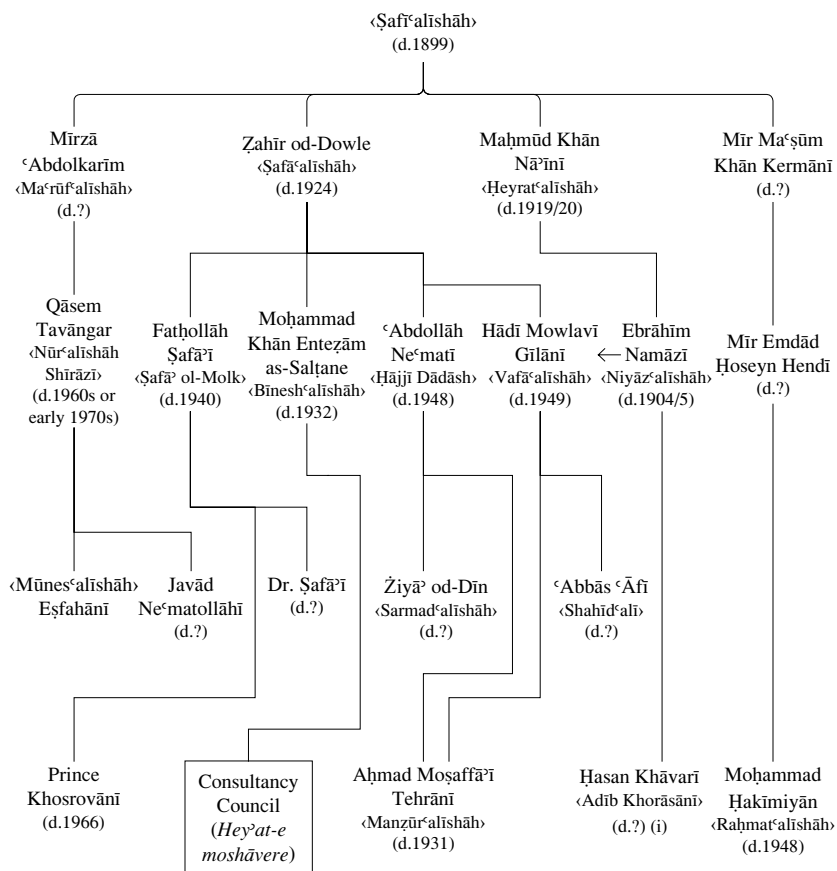 ‹Ṣafīʿalīshāh›
(d.1899)
Mīrzā
ʿAbdolkarīm
‹Maʿrūfʿalīshāh›
(d.?)
Ẓahīr od-Dowle
‹Ṣafāʿalīshāh›
(d.1924)
Maḥmūd Khān
Nāʾīnī
‹Ḥeyratʿalīshāh›
(d.1919/20)
Mīr Maʿṣūm
Khān Kermānī
(d.?)
Qāsem
Tavāngar
‹Nūrʿalīshāh
Shīrāzī›
(d.1960s or
early 1970s)
Fatḥollāh
Ṣafāʾī
‹Ṣafāʾ ol-Molk›
(d.1940)
Moḥammad
Khān Enteẓām
as-Salṭane
‹Bīneshʿalīshāh›
(d.1932)
ʿAbdollāh
Neʿmatī
‹Ḥājjī Dādāsh›
(d.1948)
Hādī Mowlavī
Gīlānī
‹Vafāʿalīshāh›
(d.1949)
Ebrāhīm
Namāzī
‹Niyāzʿalīshāh›
(d.1904/5)
Mīr Emdād
Ḥoseyn Hendī
(d.?)
‹Mūnesʿalīshāh›
Eṣfahānī
Javād
Neʿmatollāhī
(d.?)
Dr. Ṣafāʾī
(d.?)
Żiyāʾ od-Dīn
‹Sarmadʿalīshāh›
(d.?)
ʿAbbās ʿĀfī
‹Shahīdʿalī›
(d.?)
Prince
Khosrovānī
(d.1966)
Consultancy
Council
(Heyʾat-e
moshāvere)
Aḥmad Moṣaffāʾī
Tehrānī
‹Manẓūrʿalīshāh›
(d.1931)
Ḥasan Khāvarī
‹Adīb Khorāsānī›
(d.?) (i)
Moḥammad
Ḥakīmiyān
‹Raḥmatʿalīshāh›
(d.1948)